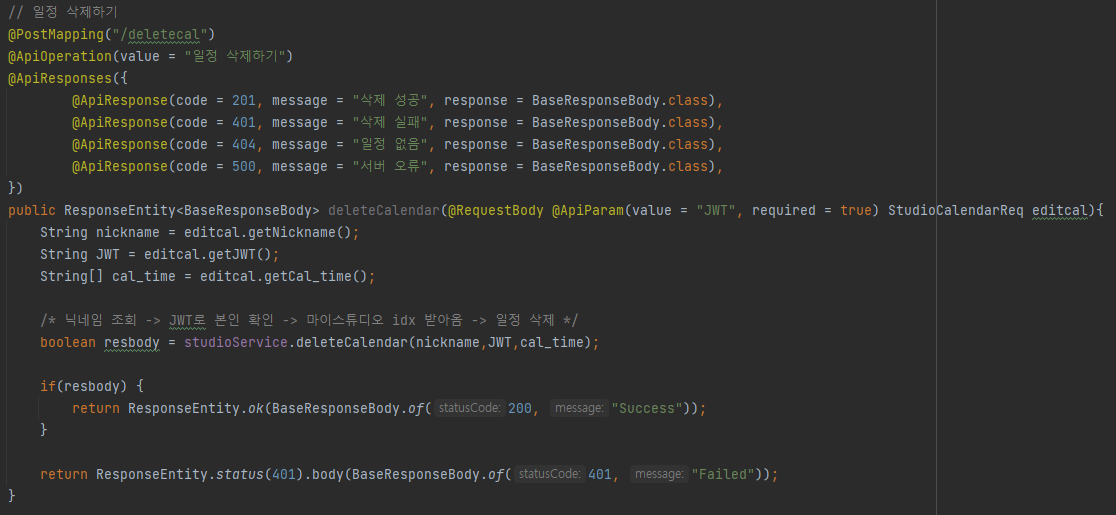 // 일정 삭제하기
@PostMapping("/deletecal")
@ApiOperation(value = "일정 삭제하기")
@ApiResponses({
        @ApiResponse(code = 201, message = "삭제 성공", response = BaseResponseBody.class),
        @ApiResponse(code = 401, message = "삭제 실패", response = BaseResponseBody.class),
        @ApiResponse(code = 404, message = "일정 없음", response = BaseResponseBody.class),
        @ApiResponse(code = 500, message = "서버 오류", response = BaseResponseBody.class),
})
public ResponseEntity<BaseResponseBody> deleteCalendar(@RequestBody @ApiParam(value = "JWT", required = true) StudioCalendarReq editcal){
    String nickname = editcal.getNickname();
    String JWT = editcal.getJWT();
    String[] cal_time = editcal.getCal_time();

    /* 닉네임 조회 -> JWT로 본인 확인 -> 마이스튜디오 idx 받아옴 -> 일정 삭제 */
    boolean resbody = studioService.deleteCalendar(nickname,JWT,cal_time);

    if(resbody) {
        return ResponseEntity.ok(BaseResponseBody.of( statusCode: 200, message: "Success"));
    }

    return ResponseEntity.status(401).body(BaseResponseBody.of( statusCode: 401, message: "Failed"));
}